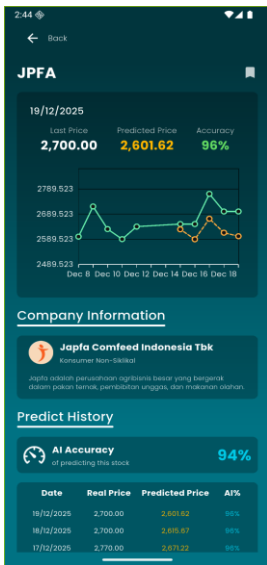 2:44
Back
JPFA
19/12/2025
Last Price Predicted Price Accuracy
2,700.00 2,601.62 96%
2789.523
2689.523
2589.523
2489.523
Dec 8 Dec 10 Dec 12 Dec 14 Dec 16 Dec 18
Company Information
Japfa Comfeed Indonesia Tbk
Konsumer Non-Siklikal
Japfa adalah perusahaan agribisnis besar yang bergerak
dalam pakan ternak, pembibitan unggas, dan makanan olahan.
Predict History
AI Accuracy
of predicting this stock
94%
Date Real Price Predicted Price AI%
19/12/2025 2,700.00 2,601.62 96%
18/12/2025 2,700.00 2,615.67 96%
17/12/2025 2,770.00 2,671.22 96%